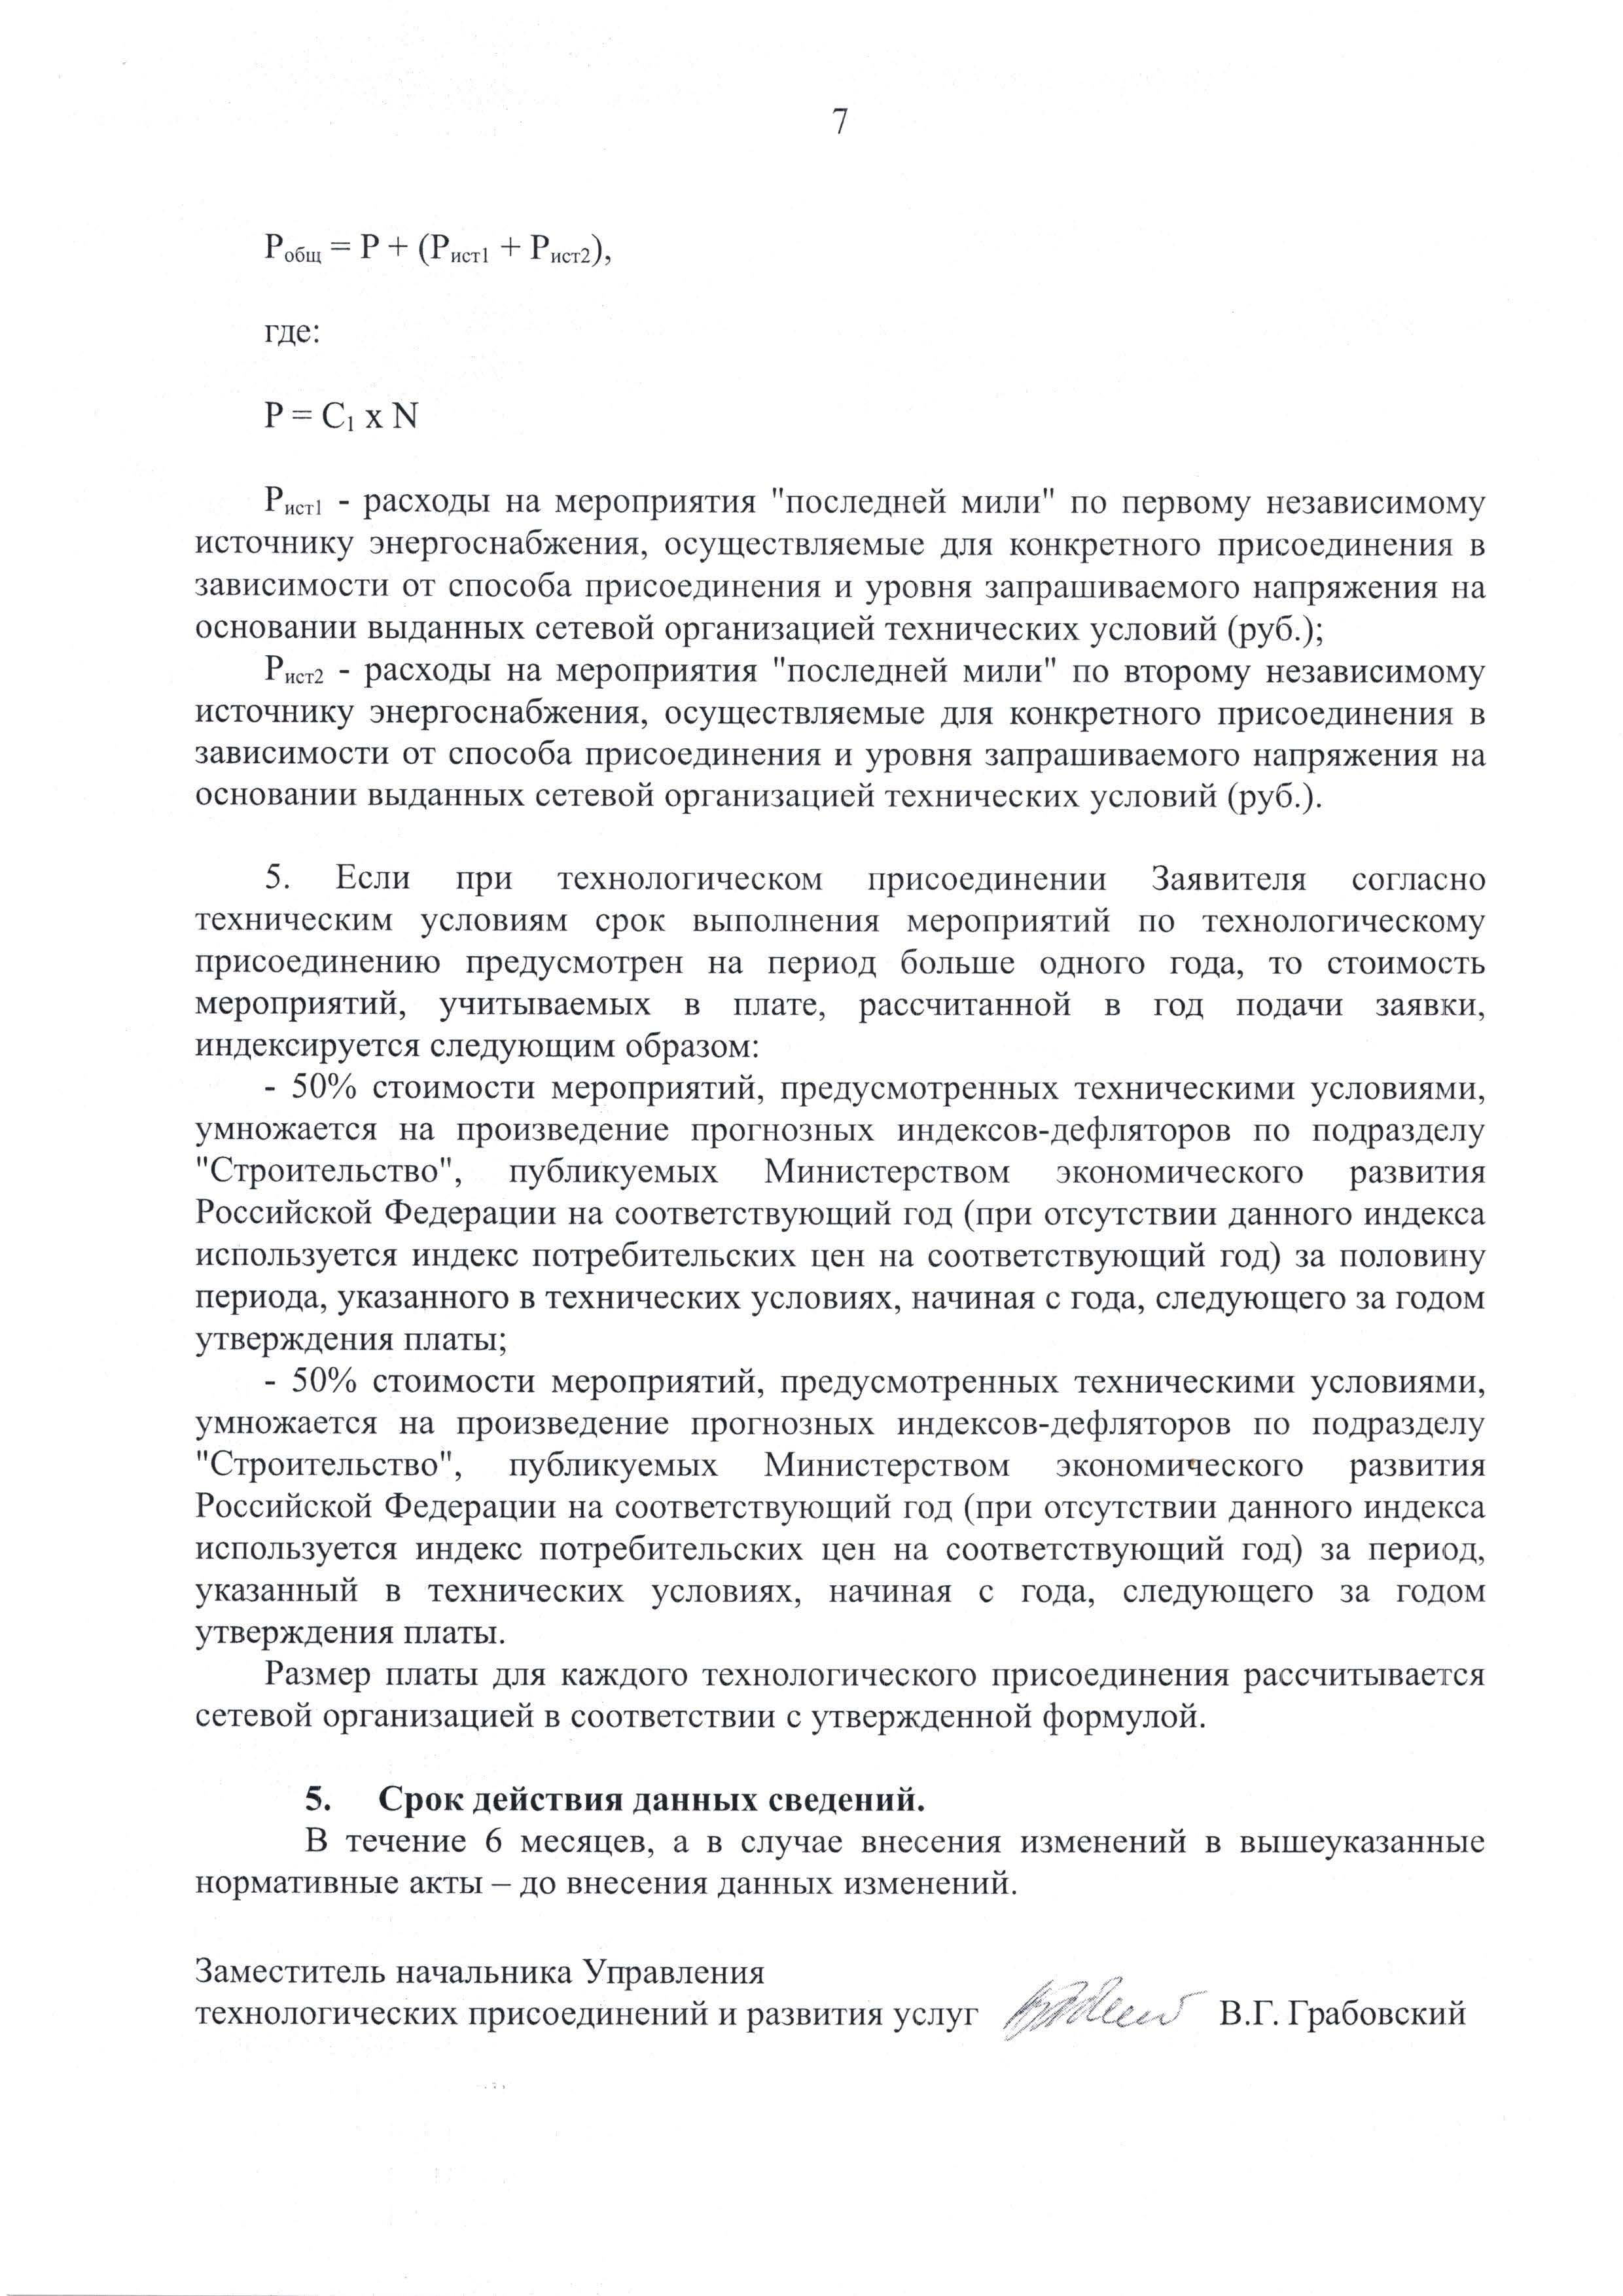 7
Р_общ = Р + (Р_ист1 + Р_ист2),
где:
Р = С₁ х N
Р_ист1 - расходы на мероприятия "последней мили" по первому независимому
источнику энергоснабжения, осуществляемые для конкретного присоединения в
зависимости от способа присоединения и уровня запрашиваемого напряжения на
основании выданных сетевой организацией технических условий (руб.);
Р_ист2 - расходы на мероприятия "последней мили" по второму независимому
источнику энергоснабжения, осуществляемые для конкретного присоединения в
зависимости от способа присоединения и уровня запрашиваемого напряжения на
основании выданных сетевой организацией технических условий (руб.).
5. Если при технологическом присоединении Заявителя согласно
техническим условиям срок выполнения мероприятий по технологическому
присоединению предусмотрен на период больше одного года, то стоимость
мероприятий, учитываемых в плате, рассчитанной в год подачи заявки,
индексируется следующим образом:
- 50% стоимости мероприятий, предусмотренных техническими условиями,
умножается на произведение прогнозных индексов-дефляторов по подразделу
"Строительство", публикуемых Министерством экономического развития
Российской Федерации на соответствующий год (при отсутствии данного индекса
используется индекс потребительских цен на соответствующий год) за половину
периода, указанного в технических условиях, начиная с года, следующего за годом
утверждения платы;
- 50% стоимости мероприятий, предусмотренных техническими условиями,
умножается на произведение прогнозных индексов-дефляторов по подразделу
"Строительство", публикуемых Министерством экономического развития
Российской Федерации на соответствующий год (при отсутствии данного индекса
используется индекс потребительских цен на соответствующий год) за период,
указанный в технических условиях, начиная с года, следующего за годом
утверждения платы.
Размер платы для каждого технологического присоединения рассчитывается
сетевой организацией в соответствии с утвержденной формулой.
5. Срок действия данных сведений.
В течение 6 месяцев, а в случае внесения изменений в вышеуказанные
нормативные акты – до внесения данных изменений.
Заместитель начальника Управления
технологических присоединений и развития услуг В.Г. Грабовский